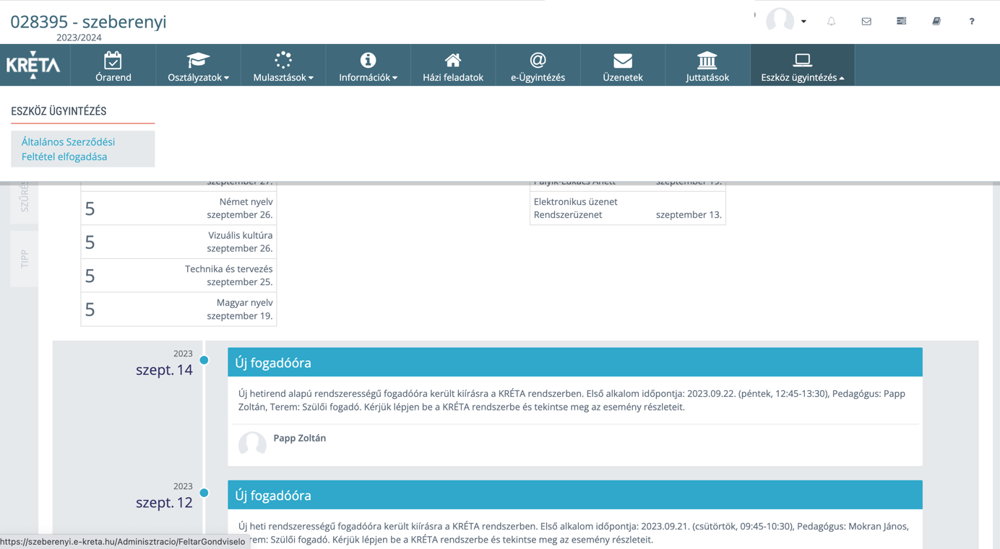 028395 - szeberenyi
2023/2024
KRÉTA
Órarend
Osztályzatok
Mulasztások
Információk
Házi feladatok
e-Ügyintézés
Üzenetek
Juttatások
Eszköz ügyintézés
ESZKÖZ ÜGYINTÉZÉS
Általános Szerződési
Feltétel elfogadása
SZŰRÉS
TIPP
szeptember 27.
5
Német nyelv
szeptember 26.
5
Vizuális kultúra
szeptember 26.
5
Technika és tervezés
szeptember 25.
5
Magyar nyelv
szeptember 19.
Palyik-Lukács Anett szeptember 19.
Elektronikus üzenet
Rendszerüzenet szeptember 13.
2023
szept. 14
Új fogadóóra
Új hetirend alapú rendszerességű fogadóóra került kiírásra a KRÉTA rendszerben. Első alkalom időpontja: 2023.09.22. (péntek, 12:45-13:30), Pedagógus: Papp
Zoltán, Terem: Szülői fogadó. Kérjük lépjen be a KRÉTA rendszerbe és tekintse meg az esemény részleteit.
Papp Zoltán
2023
szept. 12
Új fogadóóra
Új heti rendszerességű fogadóóra került kiírásra a KRÉTA rendszerben. Első alkalom időpontja: 2023.09.21. (csütörtök, 09:45-10:30), Pedagógus: Mokran János,
rem: Szülői fogadó. Kérjük lépjen be a KRÉTA rendszerbe és tekintse meg az esemény részleteit.
https://szeberenyi.e-kreta.hu/Adminisztracio/FeltarGondviselo